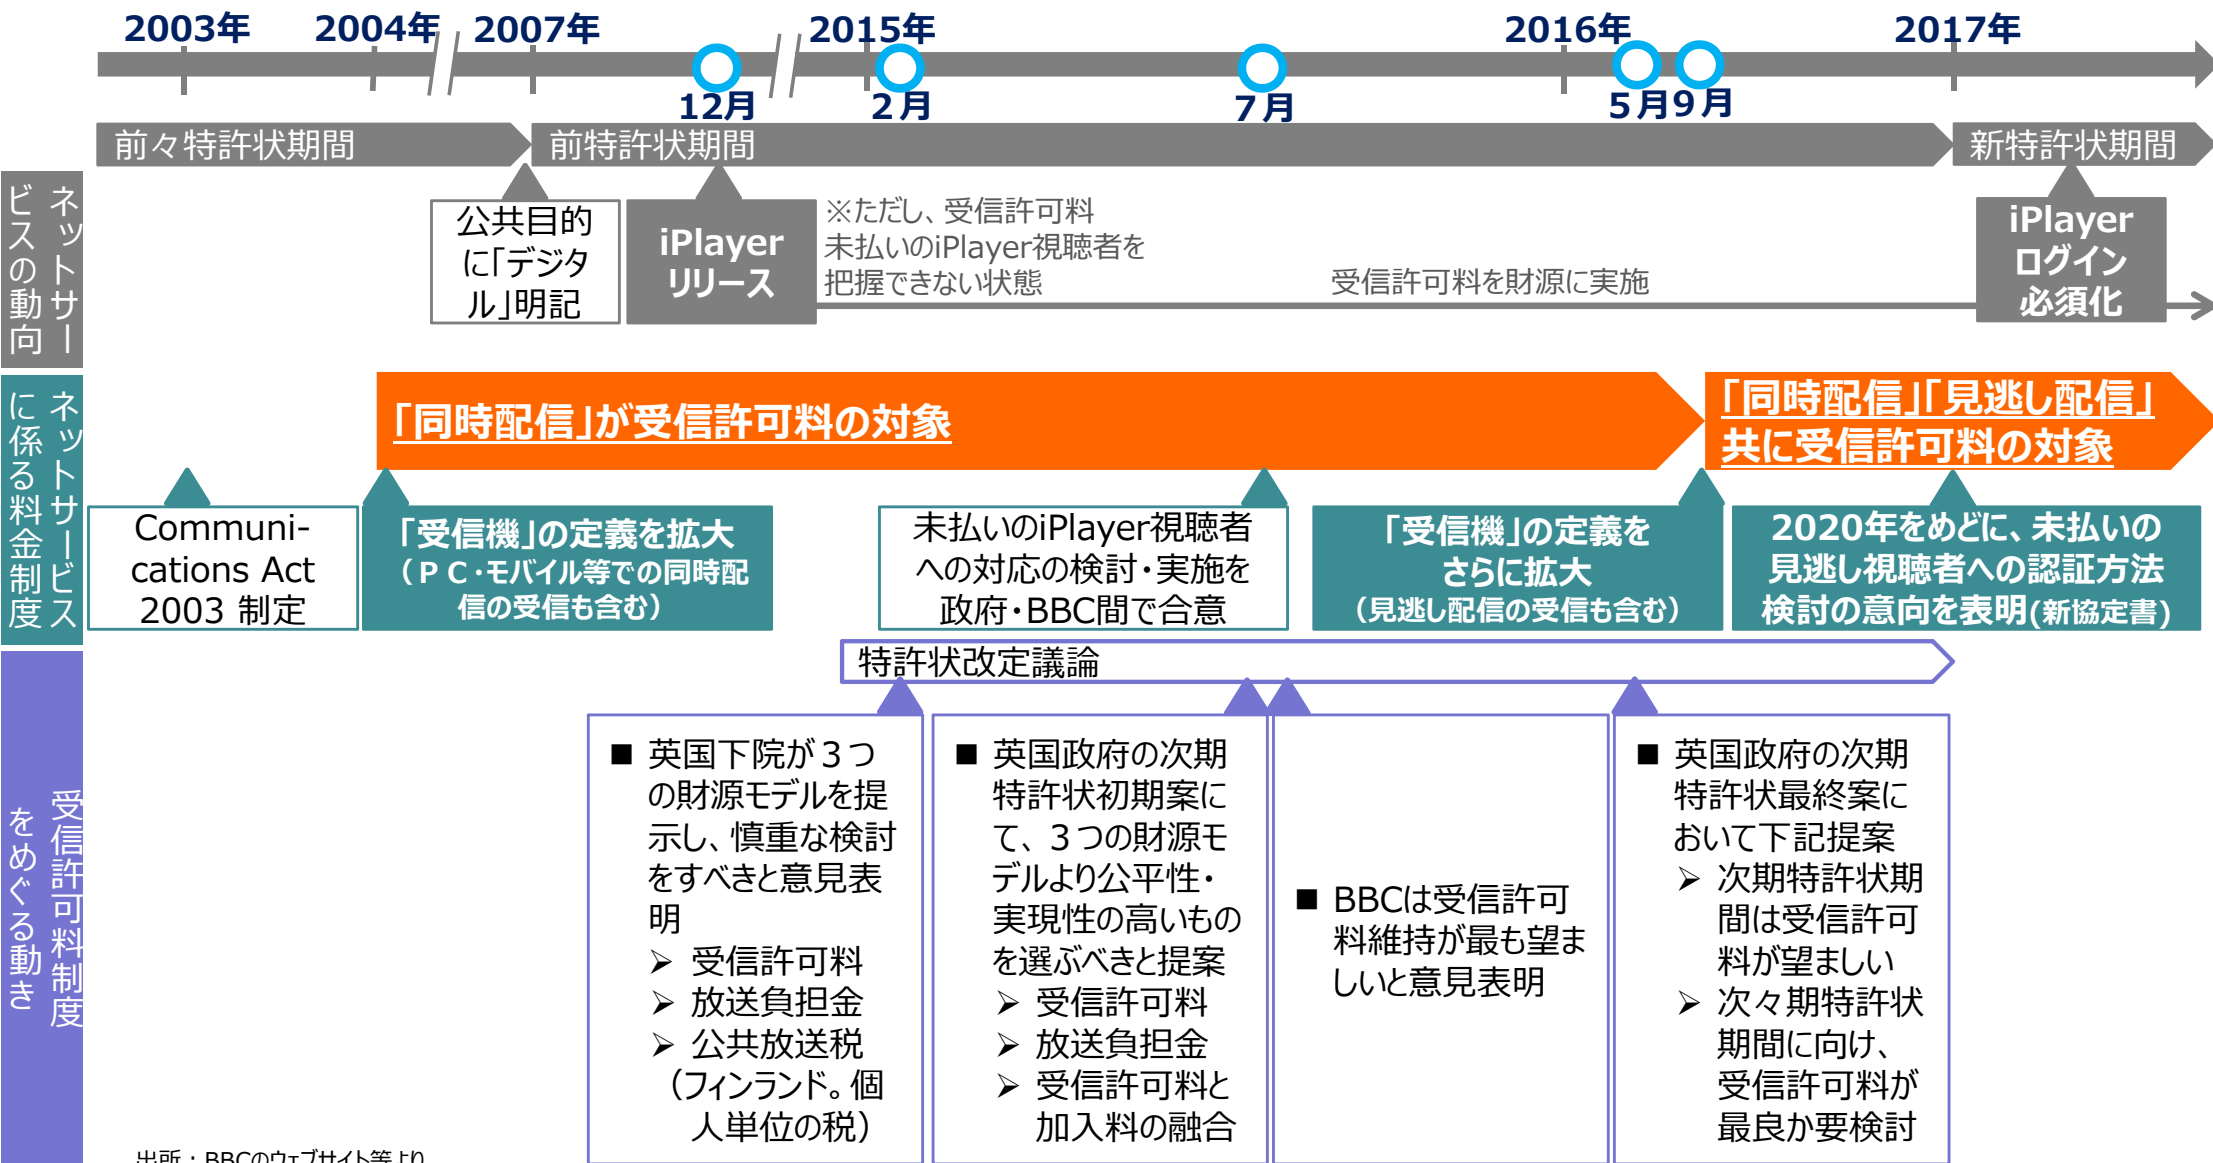 2003年 2004年 2007年 2015年 2016年 2017年
12月 2月 7月 5月 9月
前々特許状期間
前特許状期間
新特許状期間
ネットサー
ビスの動向
公共目的
に「デジタ
ル」明記
iPlayer
リリース
※ただし、受信許可料
未払いのiPlayer視聴者を
把握できない状態
受信許可料を財源に実施
iPlayer
ログイン
必須化
ネットサービス
に係る料金制度
「同時配信」が受信許可料の対象
「同時配信」「見逃し配信」
共に受信許可料の対象
Communi-
cations Act
2003 制定
「受信機」の定義を拡大
（ＰＣ・モバイル等での同時配
信の受信も含む）
未払いのiPlayer視聴者
への対応の検討・実施を
政府・BBC間で合意
「受信機」の定義を
さらに拡大
（見逃し配信の受信も含む）
2020年をめどに、未払いの
見逃し視聴者への認証方法
検討の意向を表明(新協定書)
受信許可料制度
をめぐる動き
特許状改定議論
■ 英国下院が３つ
の財源モデルを提
示し、慎重な検討
をすべきと意見表
明
➢ 受信許可料
➢ 放送負担金
➢ 公共放送税
（フィンランド。個
人単位の税）
■ 英国政府の次期
特許状初期案に
て、３つの財源モ
デルより公平性・
実現性の高いもの
を選ぶべきと提案
➢ 受信許可料
➢ 放送負担金
➢ 受信許可料と
加入料の融合
■ BBCは受信許可
料維持が最も望ま
しいと意見表明
■ 英国政府の次期
特許状最終案に
おいて下記提案
➢ 次期特許状期
間は受信許可
料が望ましい
➢ 次々期特許状
期間に向け、
受信許可料が
最良か要検討
出所：BBCのウェブサイト等より